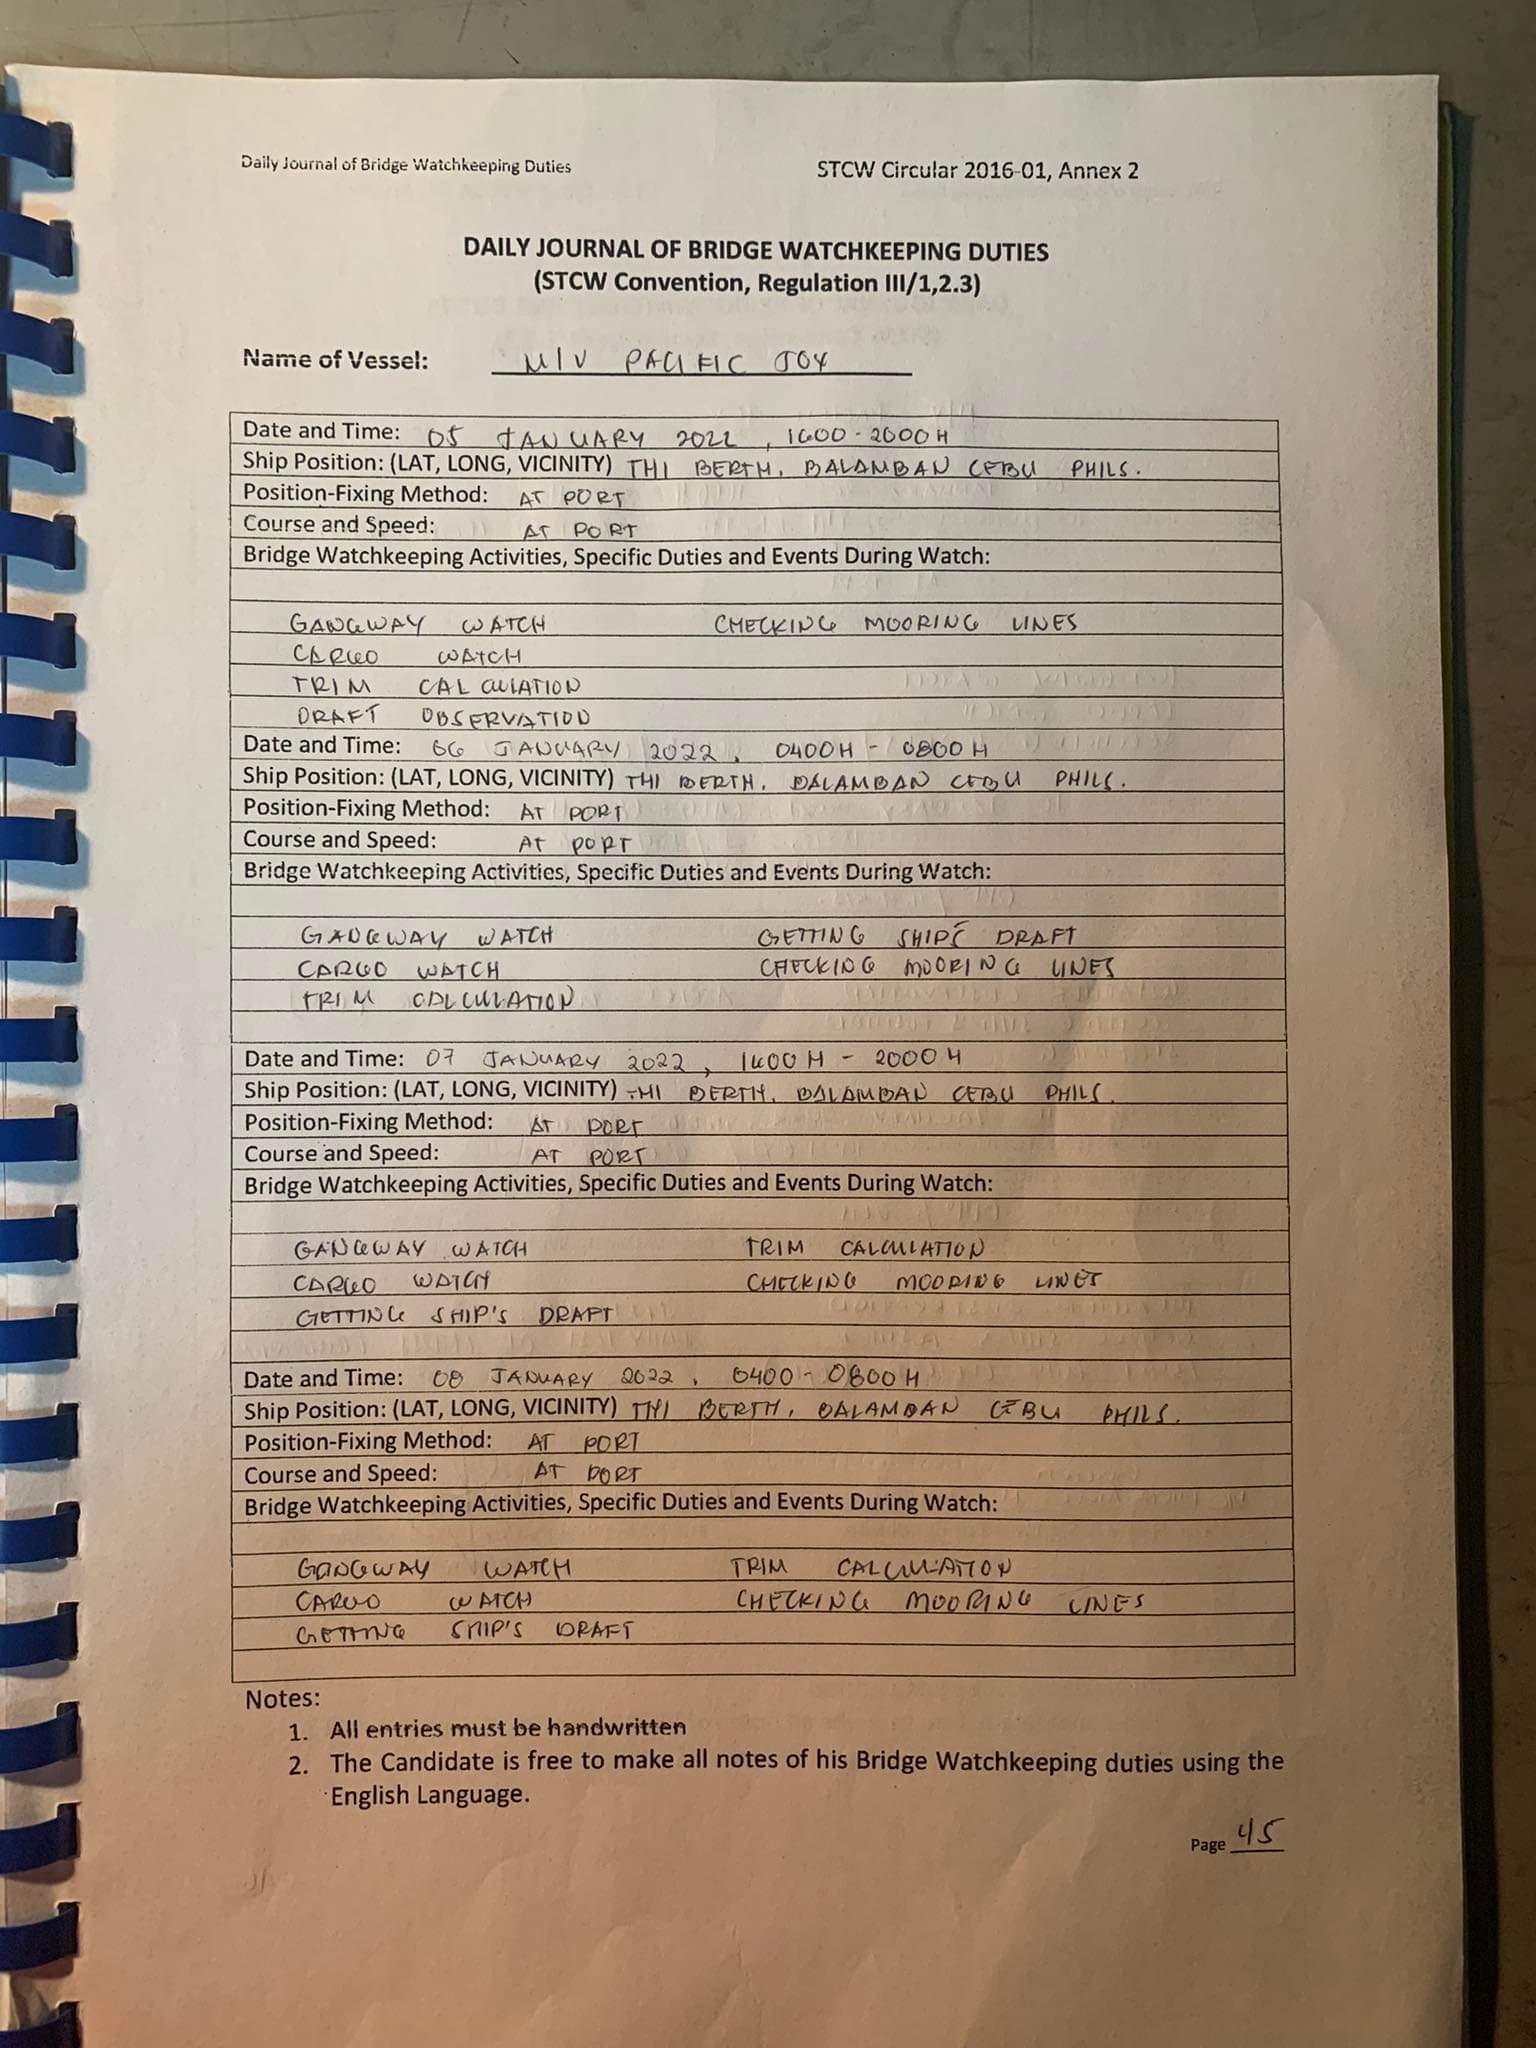 Daily Journal of Bridge Watchkeeping Duties STCW Circular 2016-01, Annex 2
DAILY JOURNAL OF BRIDGE WATCHKEEPING DUTIES
(STCW Convention, Regulation III/1,2.3)
Name of Vessel: M/V PACIFIC JOY
Date and Time: 05 JANUARY 2022, 1600-2000H
Ship Position: (LAT, LONG, VICINITY) THI BERTH, BALAMBAN CEBU PHILS.
Position-Fixing Method: AT PORT
Course and Speed: AT PORT
Bridge Watchkeeping Activities, Specific Duties and Events During Watch:
GANGWAY WATCH CHECKING MOORING LINES
CARGO WATCH
TRIM CALCULATION
DRAFT OBSERVATION
Date and Time: 06 JANUARY 2022, 0400H - 0800H
Ship Position: (LAT, LONG, VICINITY) THI BERTH, BALAMBAN CEBU PHILS.
Position-Fixing Method: AT PORT
Course and Speed: AT PORT
Bridge Watchkeeping Activities, Specific Duties and Events During Watch:
GANGWAY WATCH GETTING SHIP'S DRAFT
CARGO WATCH CHECKING MOORING LINES
TRIM CALCULATION
Date and Time: 07 JANUARY 2022, 1600H - 2000H
Ship Position: (LAT, LONG, VICINITY) THI BERTH, BALAMBAN CEBU PHILS.
Position-Fixing Method: AT PORT
Course and Speed: AT PORT
Bridge Watchkeeping Activities, Specific Duties and Events During Watch:
GANGWAY WATCH TRIM CALCULATION
CARGO WATCH CHECKING MOORING LINES
GETTING SHIP'S DRAFT
Date and Time: 08 JANUARY 2022, 0400-0800H
Ship Position: (LAT, LONG, VICINITY) THI BERTH, BALAMBAN CEBU PHILS.
Position-Fixing Method: AT PORT
Course and Speed: AT PORT
Bridge Watchkeeping Activities, Specific Duties and Events During Watch:
GANGWAY WATCH TRIM CALCULATION
CARGO WATCH CHECKING MOORING LINES
GETTING SHIP'S DRAFT
Notes:
1. All entries must be handwritten
2. The Candidate is free to make all notes of his Bridge Watchkeeping duties using the
English Language.
Page 45